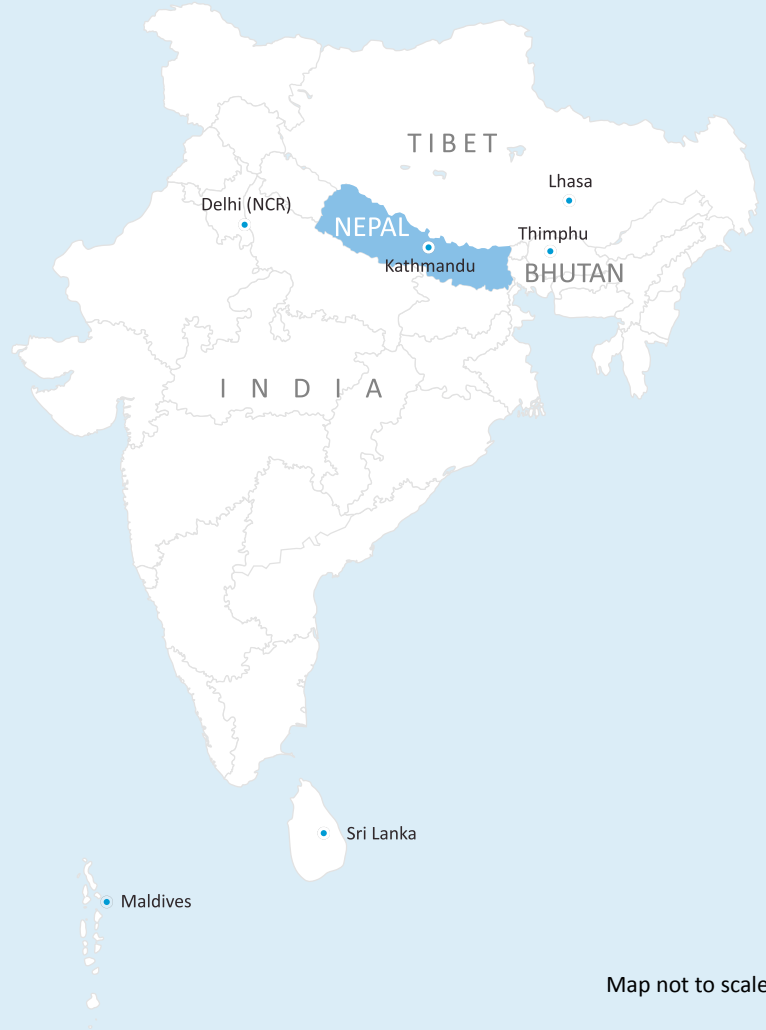 TIBET
Lhasa
Delhi (NCR)
NEPAL
Thimphu
Kathmandu
BHUTAN
INDIA
Sri Lanka
Maldives
Map not to scale